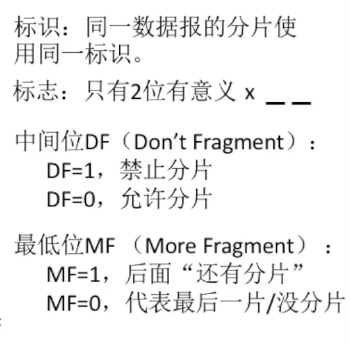 标识：同一数据报的分片使
用同一标识。
标志：只有2位有意义 x _ _
中间位DF（Don't Fragment）：
DF=1，禁止分片
DF=0，允许分片
最低位MF （More Fragment）：
MF=1，后面“还有分片”
MF=0，代表最后一片/没分片